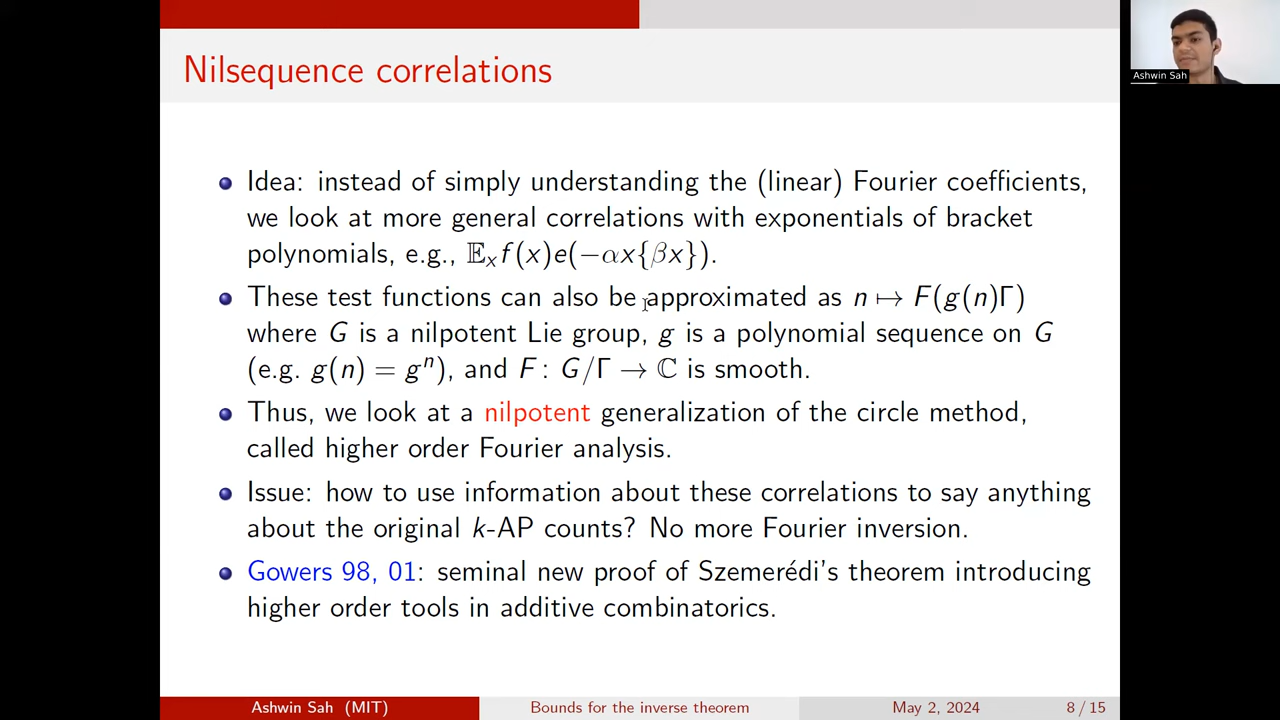 Nilsequence correlations
Ashwin Sah
Idea: instead of simply understanding the (linear) Fourier coefficients,
we look at more general correlations with exponentials of bracket
polynomials, e.g., 𝔼ₓf(x)e(−αx{βx}).
These test functions can also be approximated as n ↦ F(g(n)Γ)
where G is a nilpotent Lie group, g is a polynomial sequence on G
(e.g. g(n) = gⁿ), and F: G/Γ → ℂ is smooth.
Thus, we look at a nilpotent generalization of the circle method,
called higher order Fourier analysis.
Issue: how to use information about these correlations to say anything
about the original k-AP counts? No more Fourier inversion.
Gowers 98, 01: seminal new proof of Szemerédi's theorem introducing
higher order tools in additive combinatorics.
Ashwin Sah (MIT) Bounds for the inverse theorem May 2, 2024 8 / 15